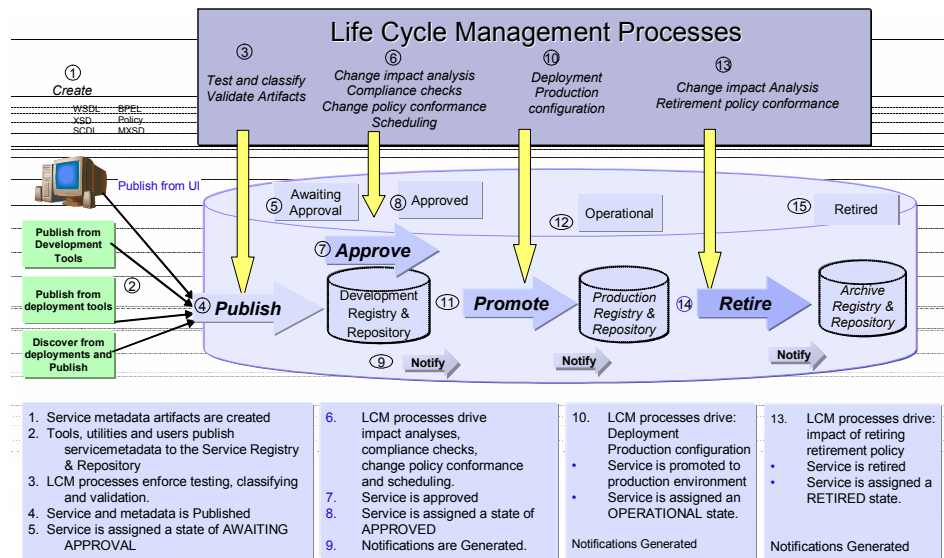 Life Cycle Management Processes
③
Test and classify
Validate Artifacts
⑥
Change impact analysis
Compliance checks
Change policy conformance
Scheduling
⑩
Deployment
Production
configuration
⑬
Change impact Analysis
Retirement policy conformance
①
Create
WSDL BPEL
XSD Policy
SCDL MXSD
Publish from UI
Publish from
Development
Tools
②
Publish from
deployment tools
Discover from
deployments and
Publish
⑤ Awaiting
Approval
⑧ Approved
⑫ Operational
⑮ Retired
⑦ Approve
④ Publish
Development
Registry &
Repository
⑪ Promote
Production
Registry &
Repository
⑭ Retire
Archive
Registry &
Repository
⑨ Notify
Notify
Notify
1. Service metadata artifacts are created
2. Tools, utilities and users publish
servicemetadata to the Service Registry
& Repository
3. LCM processes enforce testing, classifying
and validation.
4. Service and metadata is Published
5. Service is assigned a state of AWAITING
APPROVAL
6. LCM processes drive
impact analyses,
compliance checks,
change policy conformance
and scheduling.
7. Service is approved
8. Service is assigned a state of
APPROVED
9. Notifications are Generated.
10. LCM processes drive:
Deployment
Production configuration
• Service is promoted to
production environment
• Service is assigned an
OPERATIONAL state.
Notifications Generated
13. LCM processes drive:
impact of retiring
retirement policy
• Service is retired
• Service is assigned a
RETIRED state.
Notifications Generated